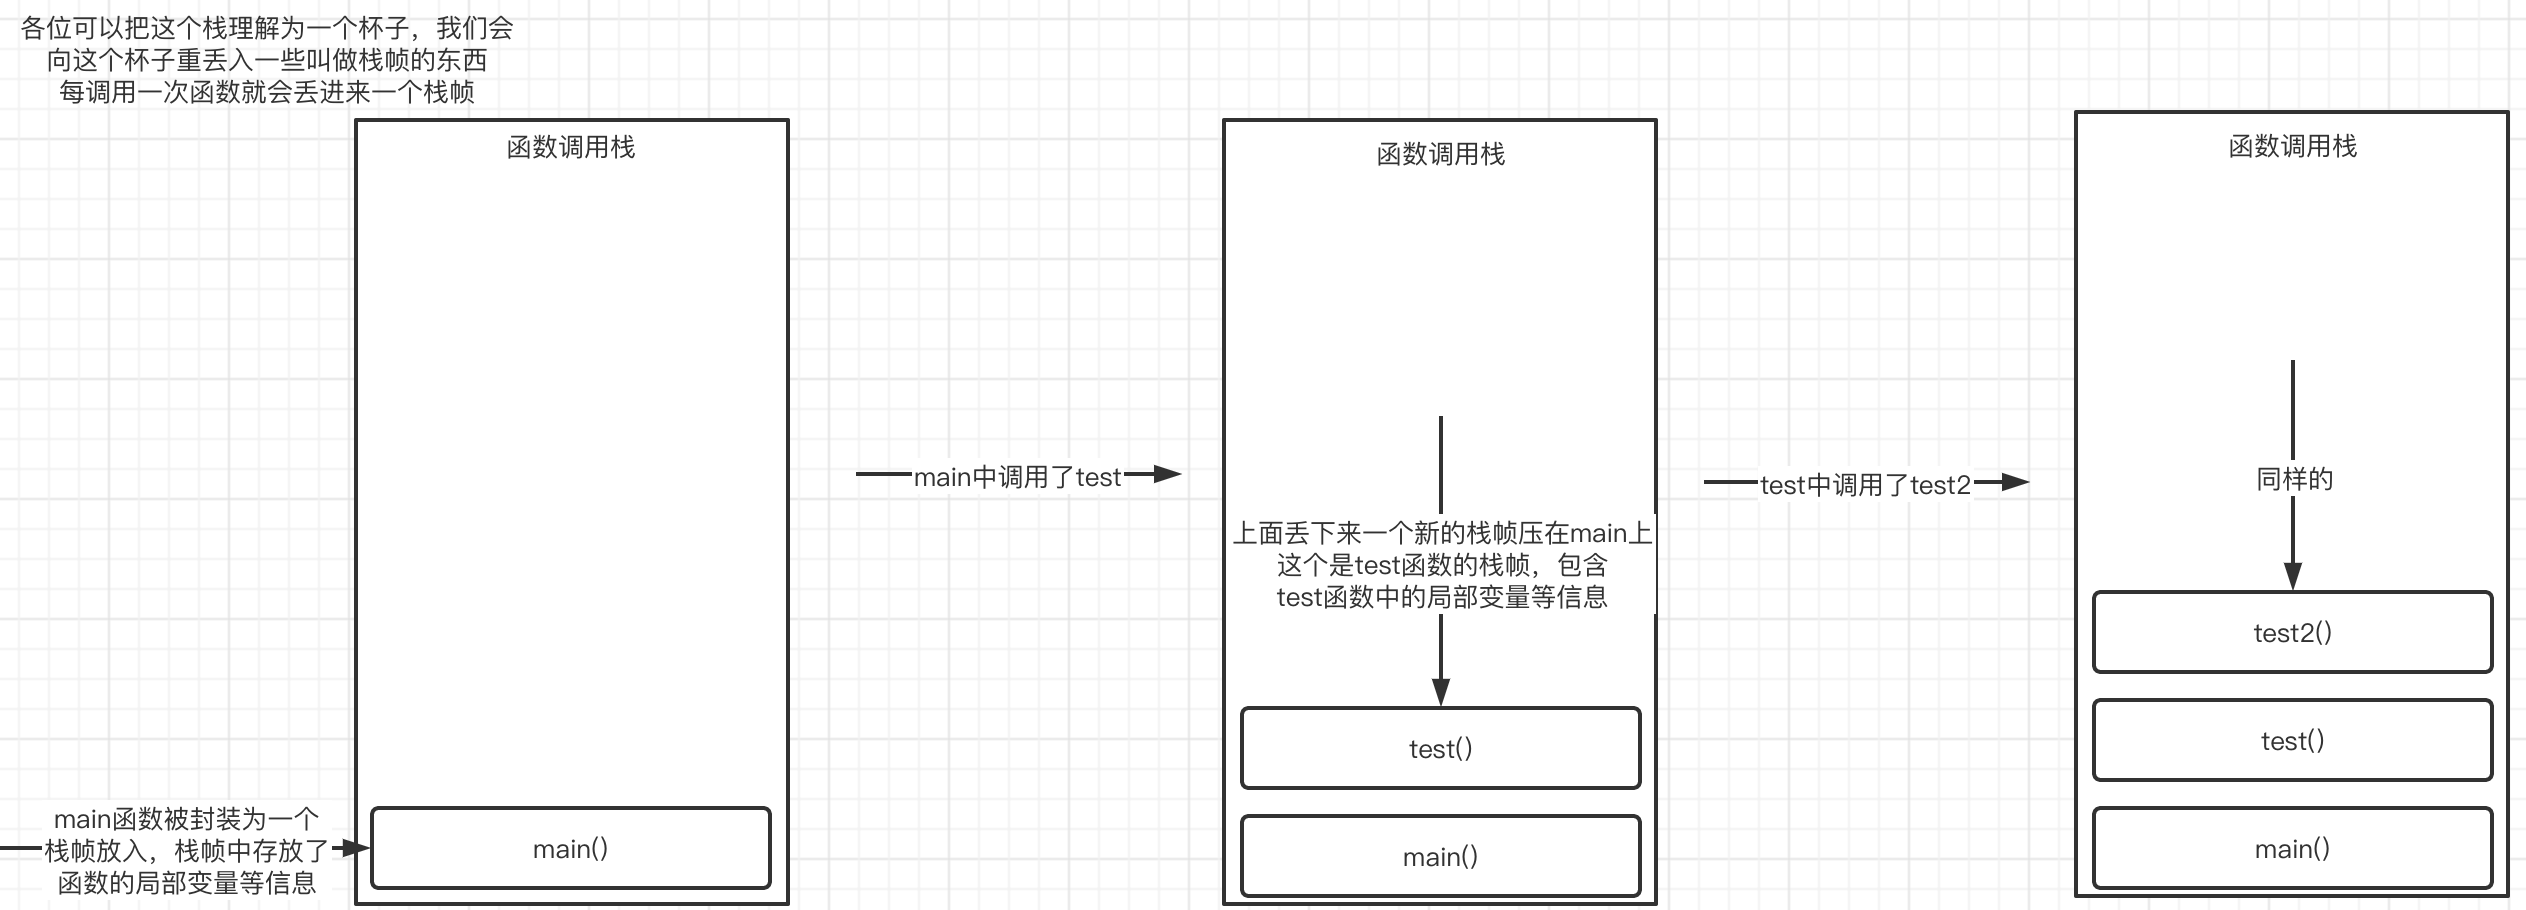 各位可以把这个栈理解为一个杯子，我们会
向这个杯子重丢入一些叫做栈帧的东西
每调用一次函数就会丢进来一个栈帧
函数调用栈
main函数被封装为一个
栈帧放入，栈帧中存放了
函数的局部变量等信息
main()
main中调用了test
函数调用栈
上面丢下来一个新的栈帧压在main上
这个是test函数的栈帧，包含
test函数中的局部变量等信息
test()
main()
test中调用了test2
函数调用栈
同样的
test2()
test()
main()